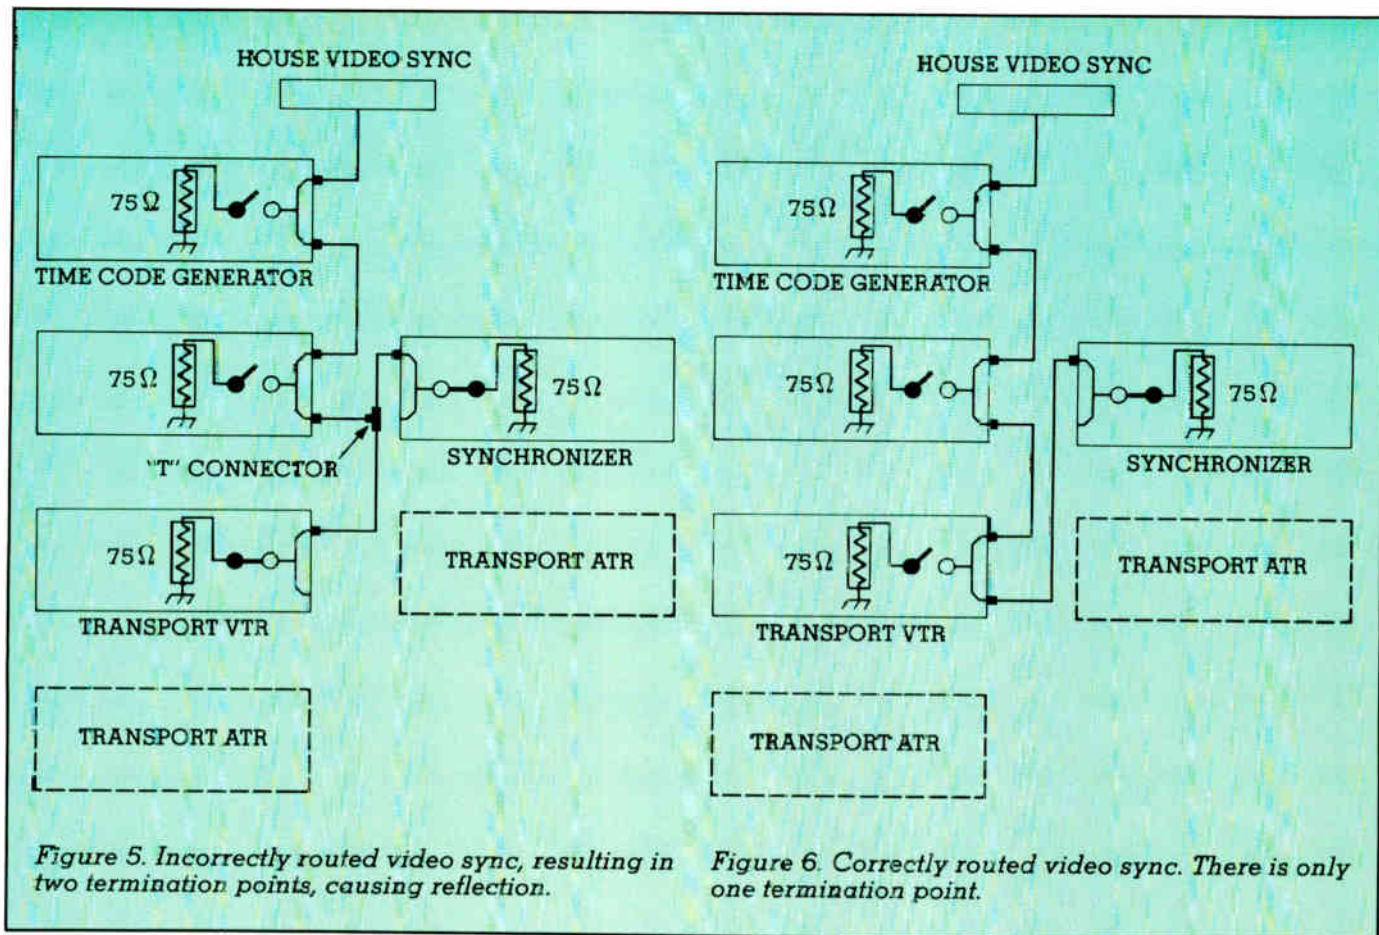 HOUSE VIDEO SYNC
75Ω
TIME CODE GENERATOR
75Ω
75Ω
"T" CONNECTOR
SYNCHRONIZER
75Ω
TRANSPORT ATR
TRANSPORT VTR
TRANSPORT ATR
Figure 5. Incorrectly routed video sync, resulting in
two termination points, causing reflection.
HOUSE VIDEO SYNC
75Ω
TIME CODE GENERATOR
75Ω
75Ω
SYNCHRONIZER
75Ω
TRANSPORT ATR
TRANSPORT VTR
TRANSPORT ATR
Figure 6. Correctly routed video sync. There is only
one termination point.